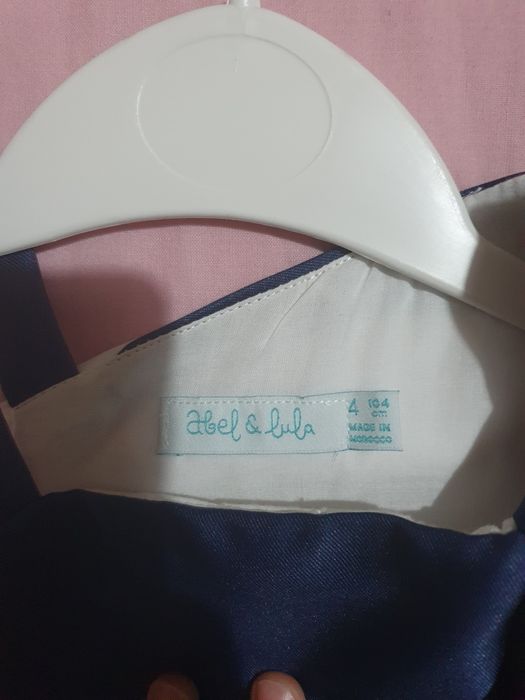 Abel & Lula
4 104
cm
MADE IN
MOROCCO